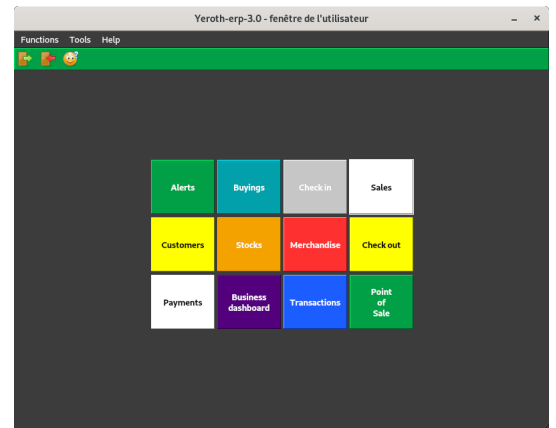 Yeroth-erp-3.0 - fenêtre de l'utilisateur
Functions Tools Help
Alerts
Buyings
Check in
Sales
Customers
Stocks
Merchandise
Check out
Payments
Business
dashboard
Transactions
Point
of
Sale